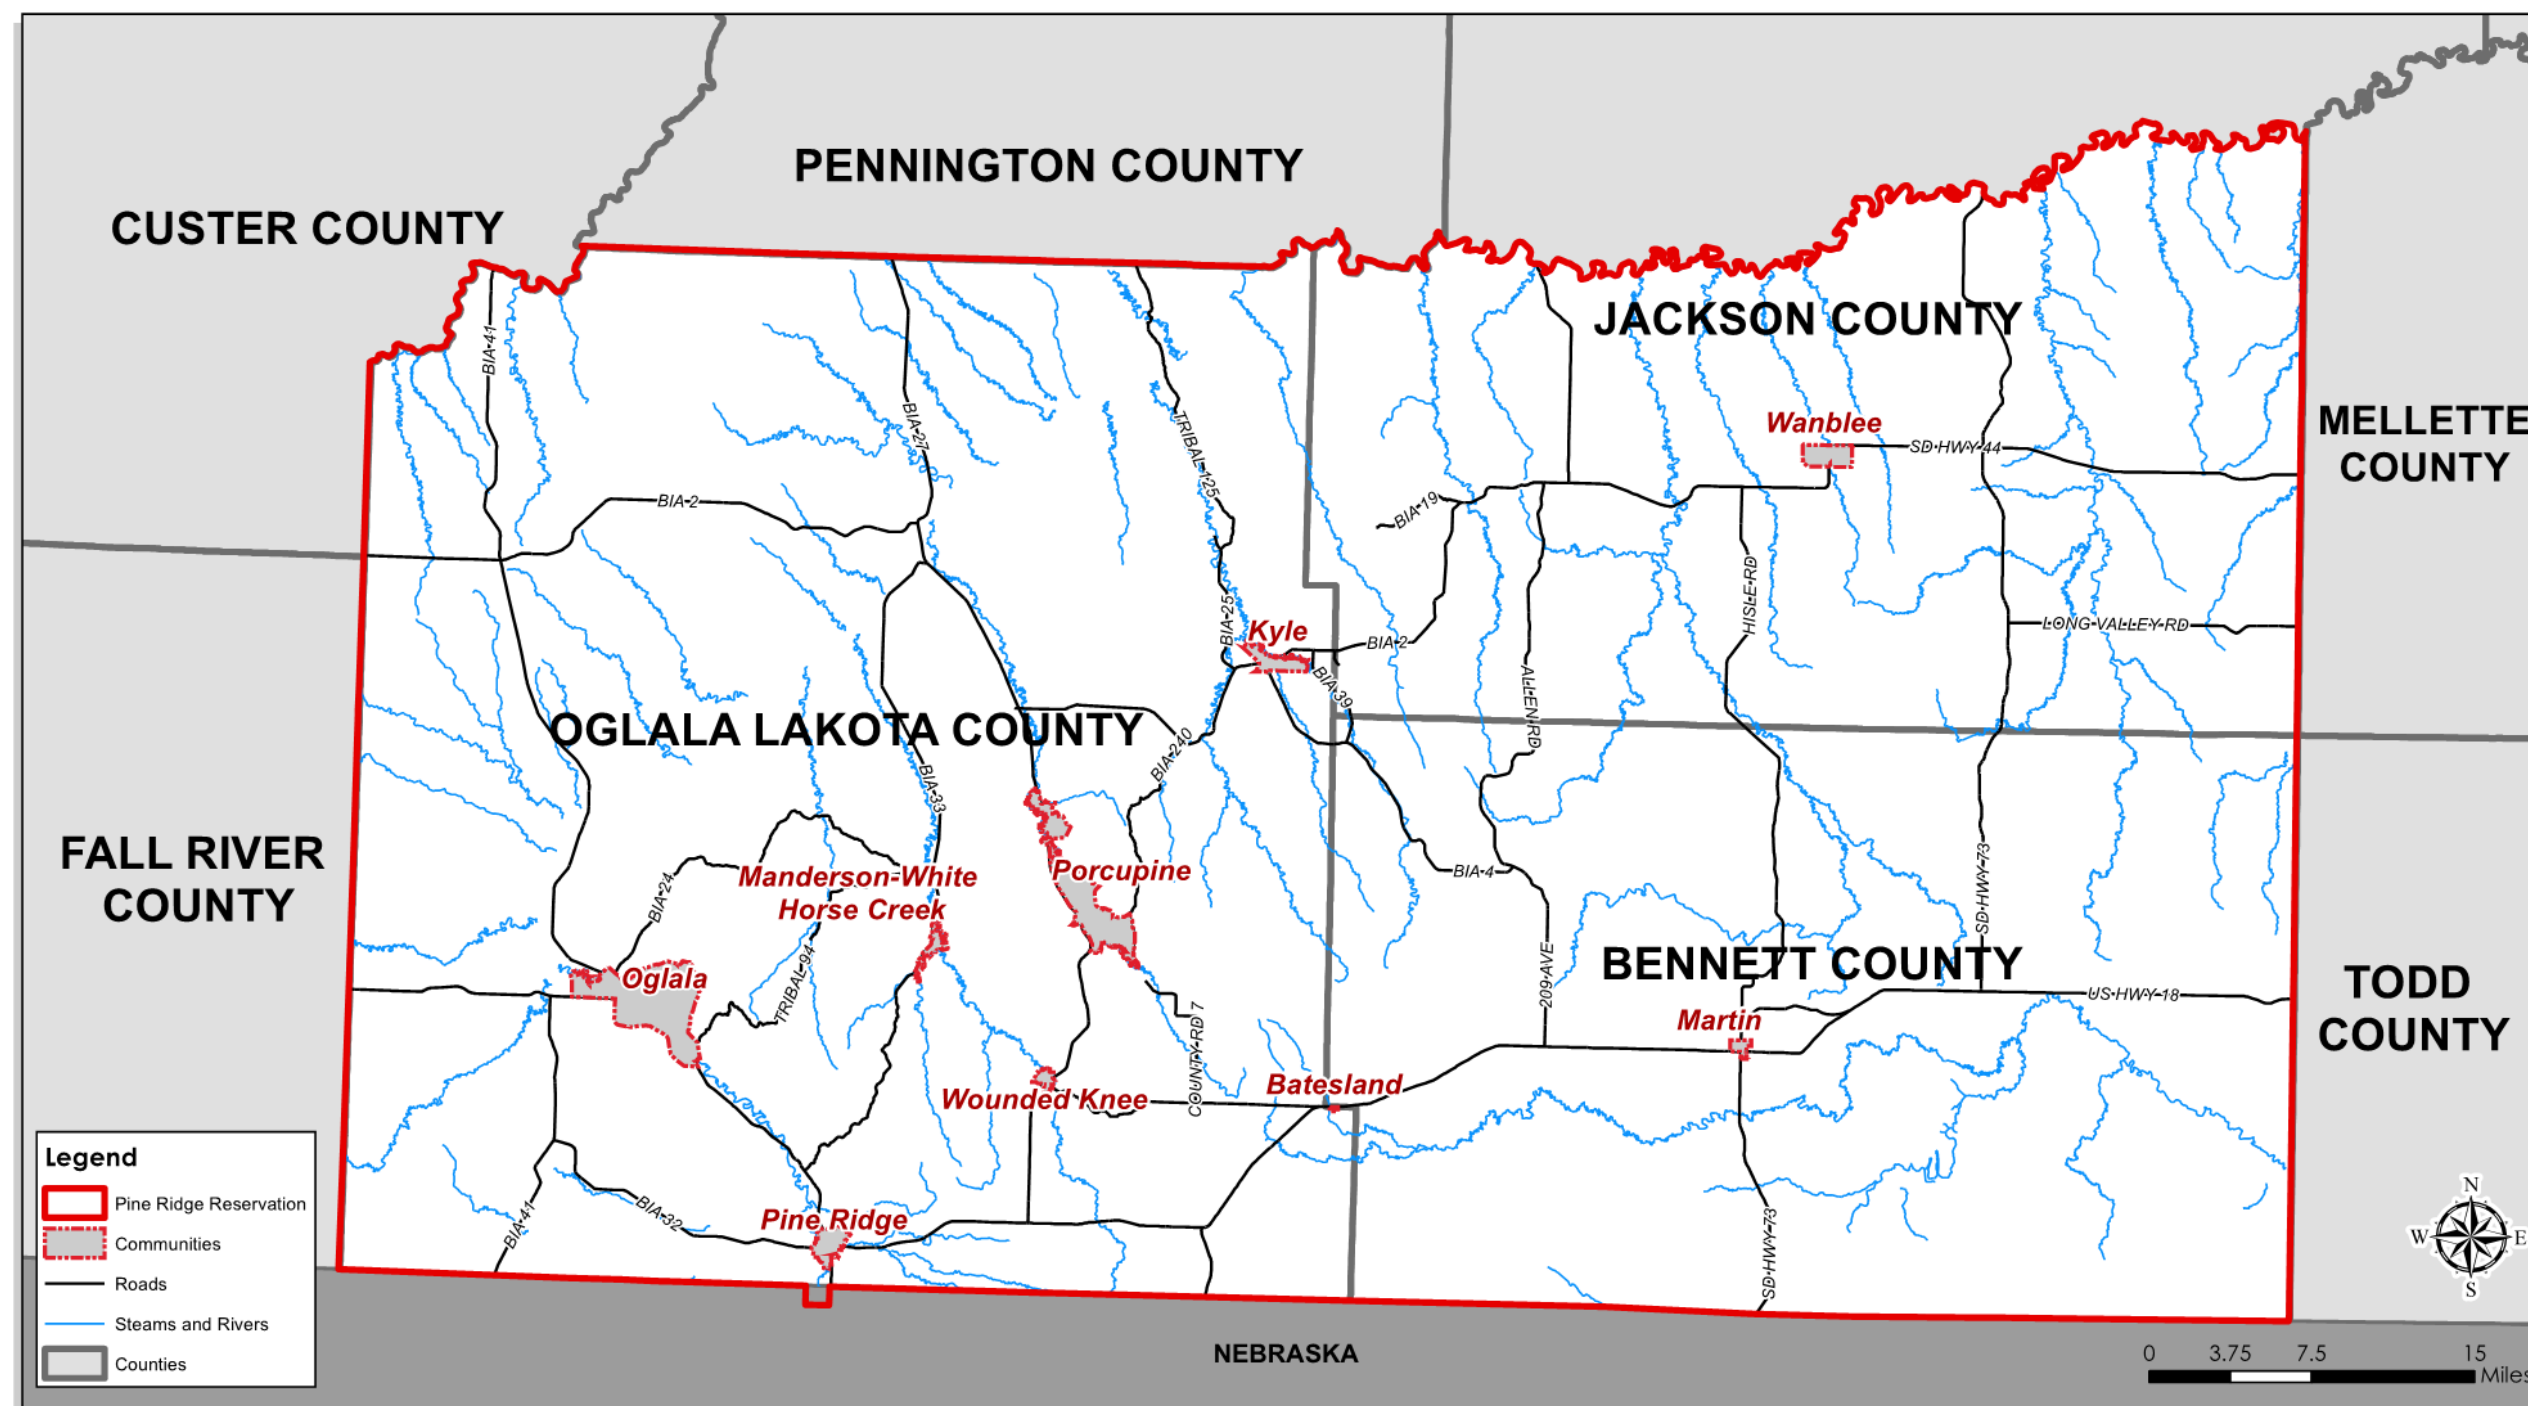 PENNINGTON COUNTY
CUSTER COUNTY
JACKSON COUNTY
BIA-41
BIA-27
TRIBAL-125
Wanblee
SD-HWY-44
MELLETTE
COUNTY
BIA-2
BIA-19
HISLE-RD
BIA-25
Kyle
BIA-2
LONG-VALLEY-RD
BIA-39
ALLEN-RD
OGLALA LAKOTA COUNTY
BIA-240
BIA-33
FALL RIVER
COUNTY
BIA-24
Manderson-White
Horse Creek
Porcupine
BIA-4
SD-HWY-73
209-AVE
BENNETT COUNTY
Oglala
TRIBAL-94
US-HWY-18
TODD
COUNTY
COUNTY-RD 7
Martin
Wounded Knee
Batesland
BIA-41
BIA-32
Pine Ridge
SD-HWY-73
Legend
Pine Ridge Reservation
Communities
Roads
Steams and Rivers
Counties
N
W
E
S
NEBRASKA
0 3.75 7.5 15
Miles